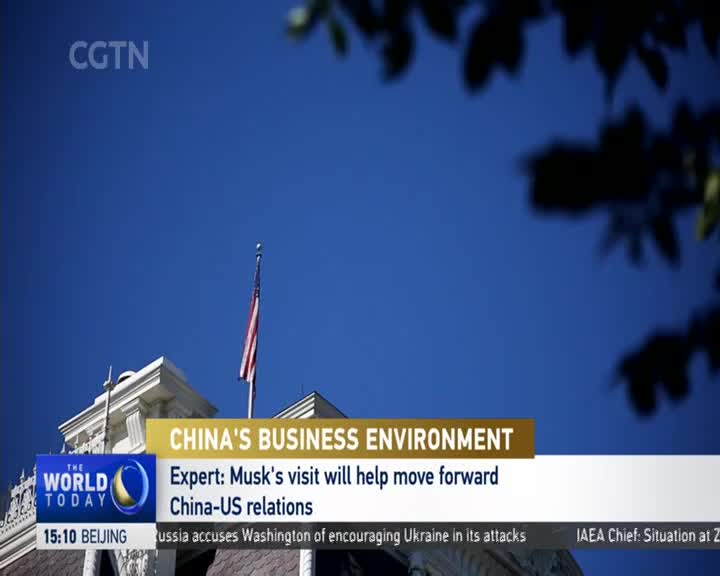 CGTN
CHINA'S BUSINESS ENVIRONMENT
Expert: Musk's visit will help move forward
China-US relations
THE
WORLD
TODAY
15:10 BEIJING
Russia accuses Washington of encouraging Ukraine in its attacks
IAEA Chief: Situation at Z